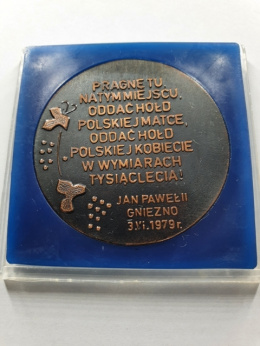 PRAGNĘ TU,
NA TYM MIEJSCU,
ODDAĆ HOŁD
POLSKIEJ MATCE,
ODDAĆ HOŁD
POLSKIEJ KOBIECIE
W WYMIARACH
TYSIĄCLECIA!
JAN PAWEŁ II
GNIEZNO
3.VI.1979 r.